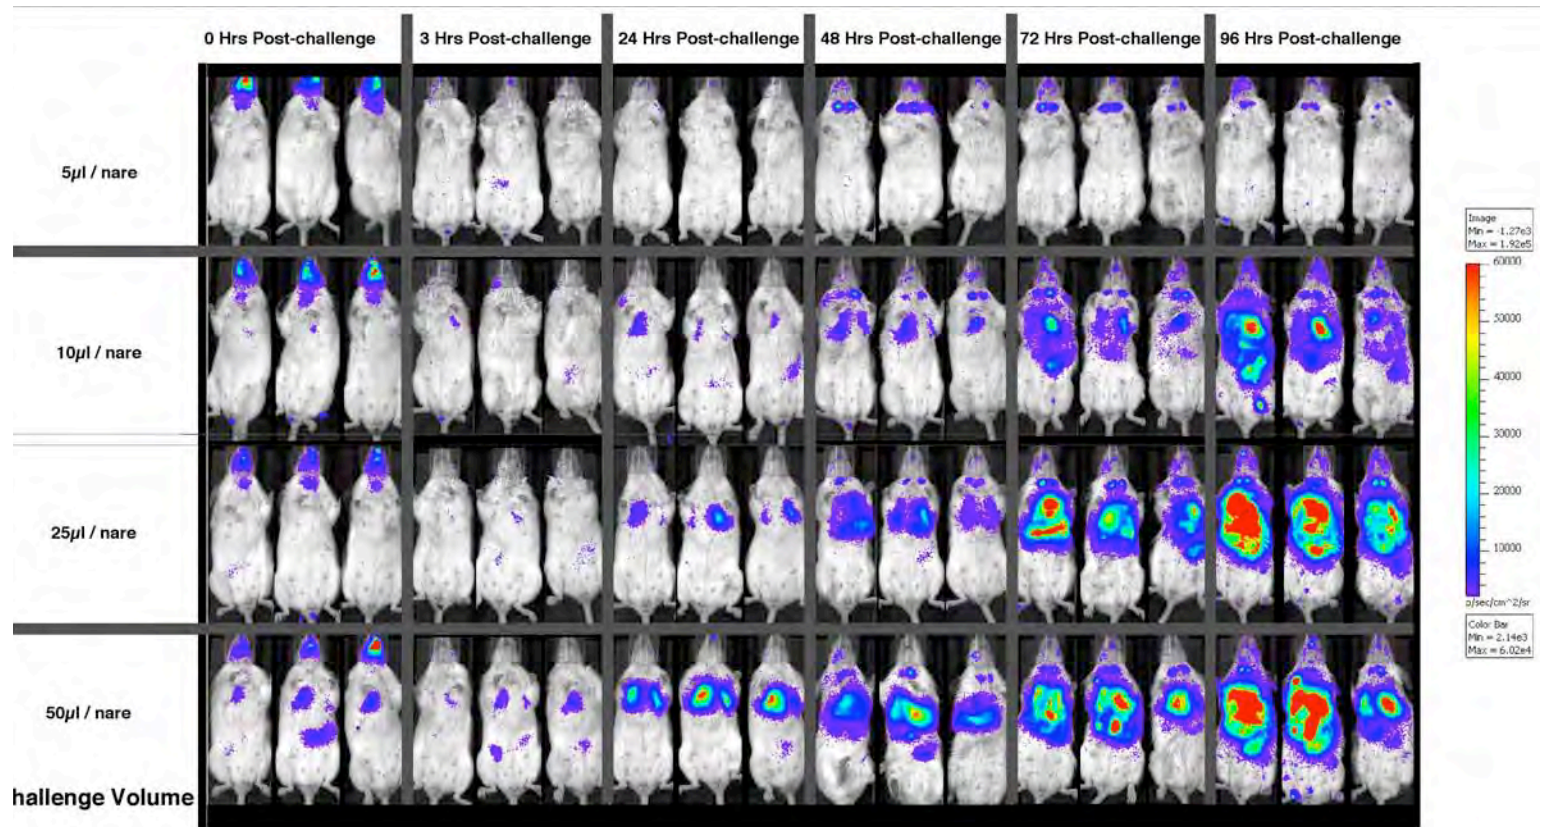 0 Hrs Post-challenge
3 Hrs Post-challenge
24 Hrs Post-challenge
48 Hrs Post-challenge
72 Hrs Post-challenge
96 Hrs Post-challenge
5µl / nare
10µl / nare
25µl / nare
50µl / nare
hallenge Volume
Image
Min = -1.27e3
Max = 1.92e5
60000
50000
40000
30000
20000
10000
p/sec/cm^2/sr
Color Bar
Min = 2.14e3
Max = 6.02e4